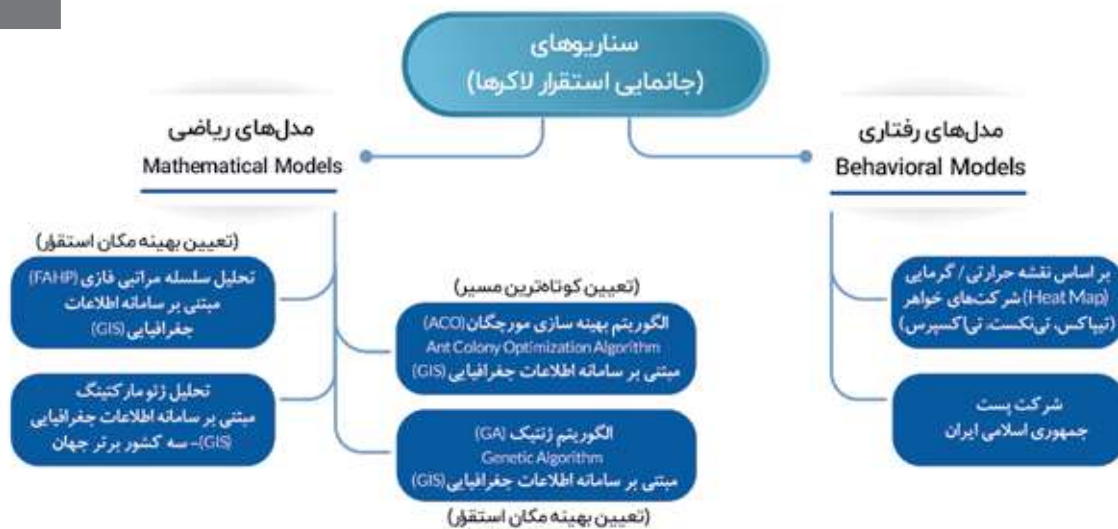 سناریوهای
(جانمایی استقرار لاکرها)
مدل‌های رفتاری
Behavioral Models
بر اساس نقشه حرارتی/ گرمایی
(Heat Map) شرکت‌های خواهر
(تیپاکس، تی‌نکست، تی‌اکسپرس)
شرکت پست
جمهوری اسلامی ایران
مدل‌های ریاضی
Mathematical Models
(تعیین کوتاه‌ترین مسیر)
الگوریتم بهینه سازی مورچگان (ACO)
Ant Colony Optimization Algorithm
مبتنی بر سامانه اطلاعات جغرافیایی (GIS)
الگوریتم ژنتیک (GA)
Genetic Algorithm
مبتنی بر سامانه اطلاعات جغرافیایی (GIS)
(تعیین بهینه مکان استقرار)
(تعیین بهینه مکان استقرار)
تحلیل سلسله مراتبی فازی (FAHP)
مبتنی بر سامانه اطلاعات
جغرافیایی (GIS)
تحلیل ژئومارکتینگ
مبتنی بر سامانه اطلاعات جغرافیایی
(GIS)- سه کشور برتر جهان